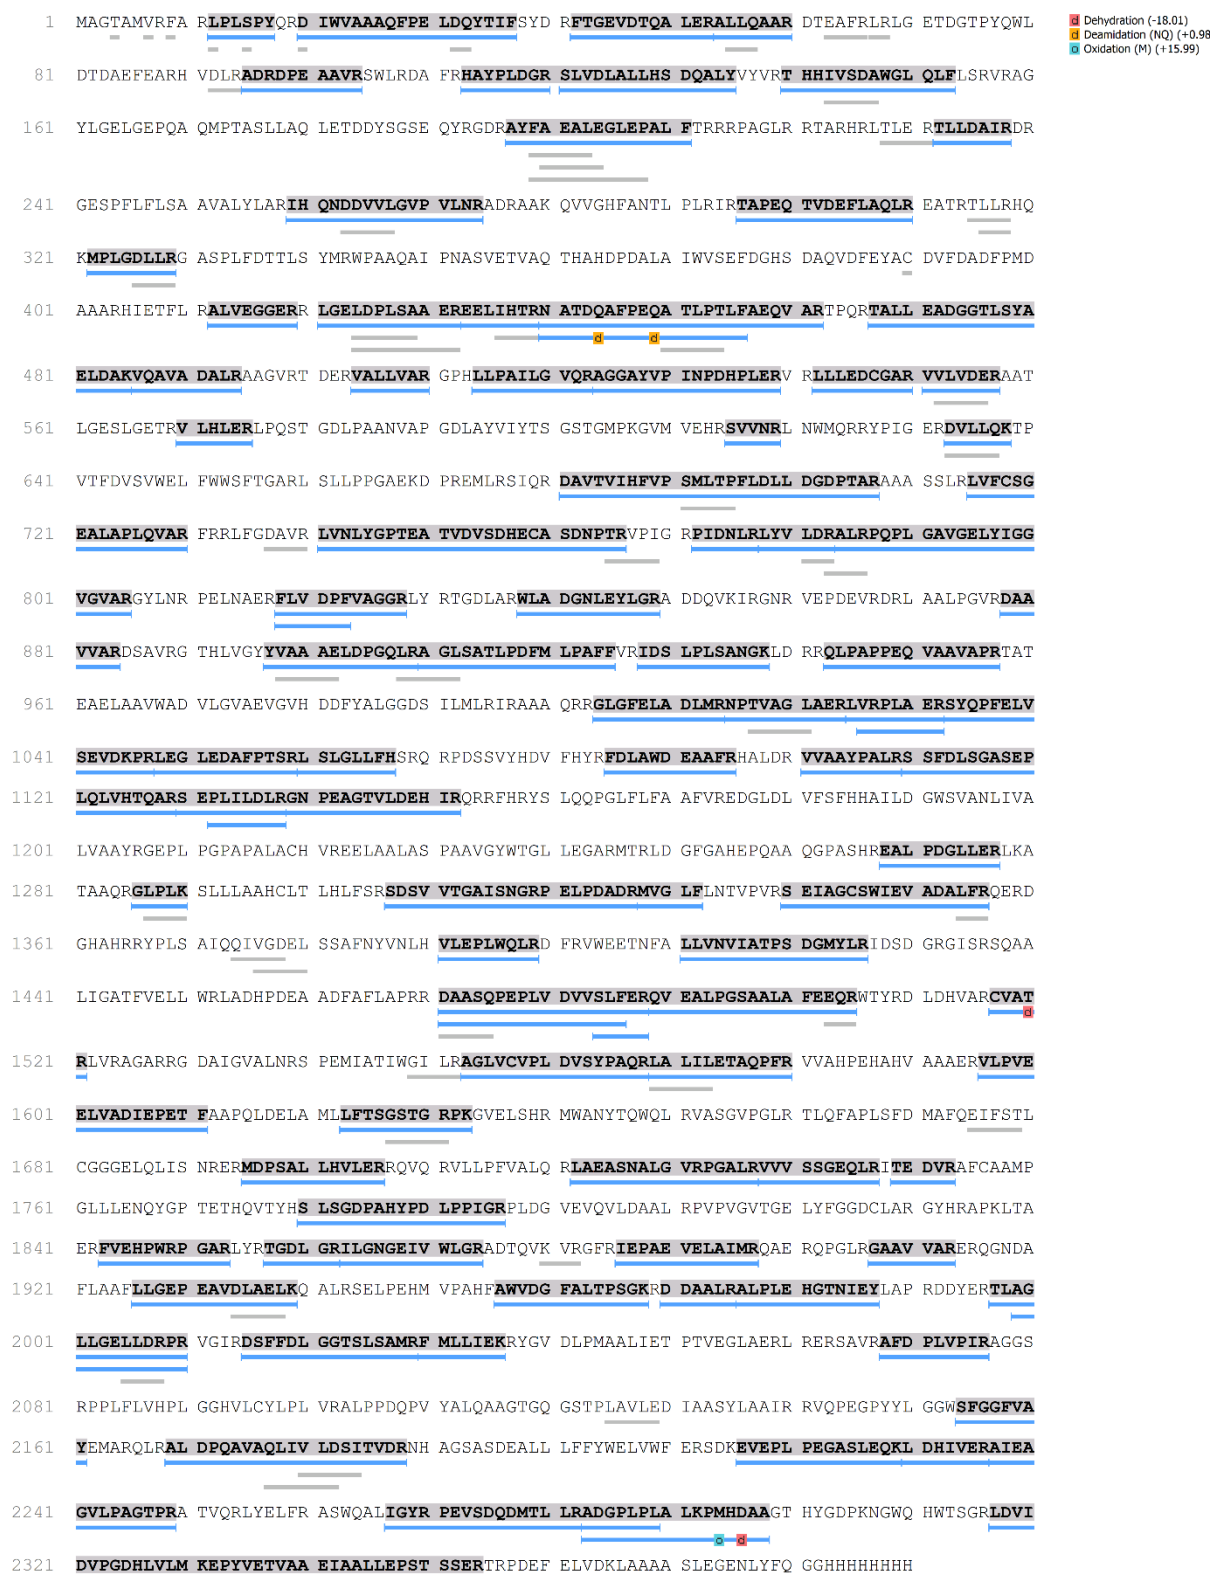 1 MAGTAMVRFA RLPLSPYQRD IWVAAAQFPE LDQYTIFSYD RFTGEVDTQA LERALLQAAR DTEAFRLRLG ETDGTPYQWL
d Dehydration (-18.01)
d Deamidation (NQ) (+0.98
o Oxidation (M) (+15.99)
81 DTDAEFEARH VDLRADRDPE AAVRSWLRDA FRHAYPLDGR SLVDLALLHS DQALYVYVRT HHIVSDAWGL QLFLSRVRAG
161 YLGELGEPQA QMPTASLLAQ LETDDYSGSE QYRGDRAYFA EALEGLEPAL FTRRRPAGLR RTARHRLTLE RTLLDAIRDR
241 GESPFLFLSA AVALYLARIH QNDDVVLGVP VLNRADRAAK QVVGHFANTL PLRIRTAPEQ TVDEFLAQLR EATRTLLRHQ
321 KMPLGDLLRG ASPLFDTTLS YMRWPAAQAI PNASVETVAQ THAHDPDALA IWVSEFDGHS DAQVDFEYAC DVFDADFPMD
401 AAARHIETFL RALVEGGERR LGELDPLSAA EREELIHTRN ATDQAFPEQA TLPTLFAEQV ARTPQRTALL EADGGTLSYA
d d
481 ELDAKVQAVA DALRAAGVRT DERVALLVAR GPHLLPAILG VQRAGGAYVP INPDHPLERV RLLLEDCGAR VVLVDERAAT
561 LGESLGETRV LHLERLPQST GDLPAANVAP GDLAYVIYTS GSTGMPKGVM VEHRSVVNRL NWMQRRYPIG ERDVLLQKTP
641 VTFDVSVWEL FWWSFTGARL SLLPPGAEKD PREMLRSIQR DAVTVIHFVP SMLTPFLDLL DGDPTARAAA SSLRLVFCSG
721 EALAPLQVAR FRRLFGDAVR LVNLYGPTEA TVDVSDHECA SDNPTRVPIG RPIDNLRLYV LDRALRPQPL GAVGELYIGG
801 VGVARGYLNR PELNAERFLV DPFVAGGRLY RTGDLARWLA DGNLEYLGRA DDQVKIRGNR VEPDEVRDRL AALPGVRDAA
881 VVARDSAVRG THLVGYYVAA AELDPGQLRA GLSATLPDFM LPAFFVRIDS LPLSANGKLD RRQLPAPPEQ VAAVAPRTAT
961 EAELAAVWAD VLGVAEVGVH DDFYALGGDS ILMLRIRAAA QRRGLGFELA DLMRNPTVAG LAERLVRPLA ERSYQPFELV
1041 SEVDKPRLEG LEDAFPTSRL SLGLLFHSRQ RPDSSVYHDV FHYRFDLAWD EAAFRHALDR VVAAYPALRS SFDLSGASEP
1121 LQLVHTQARS EPLILDLRGN PEAGTVLDEH IRQRRFHRYS LQQPGLFLFA AFVREDGLDL VFSFHHAILD GWSVANLIVA
1201 LVAAYRGEPL PGPAPALACH VREELAALAS PAAVGYWTGL LEGARMTRLD GFGAHEPQAA QGPASHREAL PDGLLERLKA
1281 TAAQRGLPLK SLLLAAHCLT LHLFSRSDSV VTGAISNGRP ELPDADRMVG LFLNTVPVRS EIAGCSWIEV ADALFRQERD
1361 GHAHRRYPLS AIQQIVGDEL SSAFNYVNLH VLEPLWQLRD FRVWEETNFA LLVNVIATPS DGMYLRIDSD GRGISRSQAA
1441 LIGATFVELL WRLADHPDEA ADFAFLAPRR DAASQPEPLV DVVSLFERQV EALPGSAALA FEEQRWTYRD LDHVARCVAT
d
1521 RLVRAGARRG DAIGVALNRS PEMIATIWGI LRAGLVCVPL DVSYPAQRLA LILETAQPFR VVAHPEHAHV AAAERVLPVE
1601 ELVADIEPET FAAPQLDELA MLLFTSGSTG RPKGVELSHR MWANYTQWQL RVASGVPGLR TLQFAPLSFD MAFQEIFSTL
1681 CGGGELQLIS NRERMDPSAL LHVLERRQVQ RVLLPFVALQ RLAEASNALG VRPGALRVVV SSGEQLRITE DVRAFCAAMP
1761 GLLLENQYGP TETHQVTYHS LSGDPAHYPD LPPIGRPLDG VEVQVLDAAL RPVPVGVTGE LYFGGDCLAR GYHRAPKLTA
1841 ERFVEHPWRP GARLYRTGDL GRILGNGEIV WLGRADTQVK VRGFRIEPAE VELAIMRQAE RQPGLRGAAV VARERQGNDA
1921 FLAAFLLGEP EAVDLAELKQ ALRSELPEHM VPAHFAWVDG FALTPSGKRD DAALRALPLE HGTNIEYLAP RDDYERTLAG
2001 LLGELLDRPR VGIRDSFFDL GGTSLSAMRF MLLIEKRYGV DLPMAALIET PTVEGLAERL RERSAVRAFD PLVPIRAGGS
2081 RPPLFLVHPL GGHVLCYLPL VRALPPDQPV YALQAAGTGQ GSTPLAVLED IAASYLAAIR RVQPEGPYYL GGWSFGGFVA
2161 YEMARQLRAL DPQAVAQLIV LDSITVDRNH AGSASDEALL LFFYWELVWF ERSDKEVEPL PEGASLEQKL DHIVERAIEA
2241 GVLPAGTPRA TVQRLYELFR ASWQALIGYR PEVSDQDMTL LRADGPLPLA LKPMHDAAGT HYGDPKNGWQ HWTSGRLDVI
o d
2321 DVPGDHLVLM KEPYVETVAA EIAALLEPST SSERTRPDEF ELVDKLAAAA SLEGENLYFQ GGHHHHHHHH